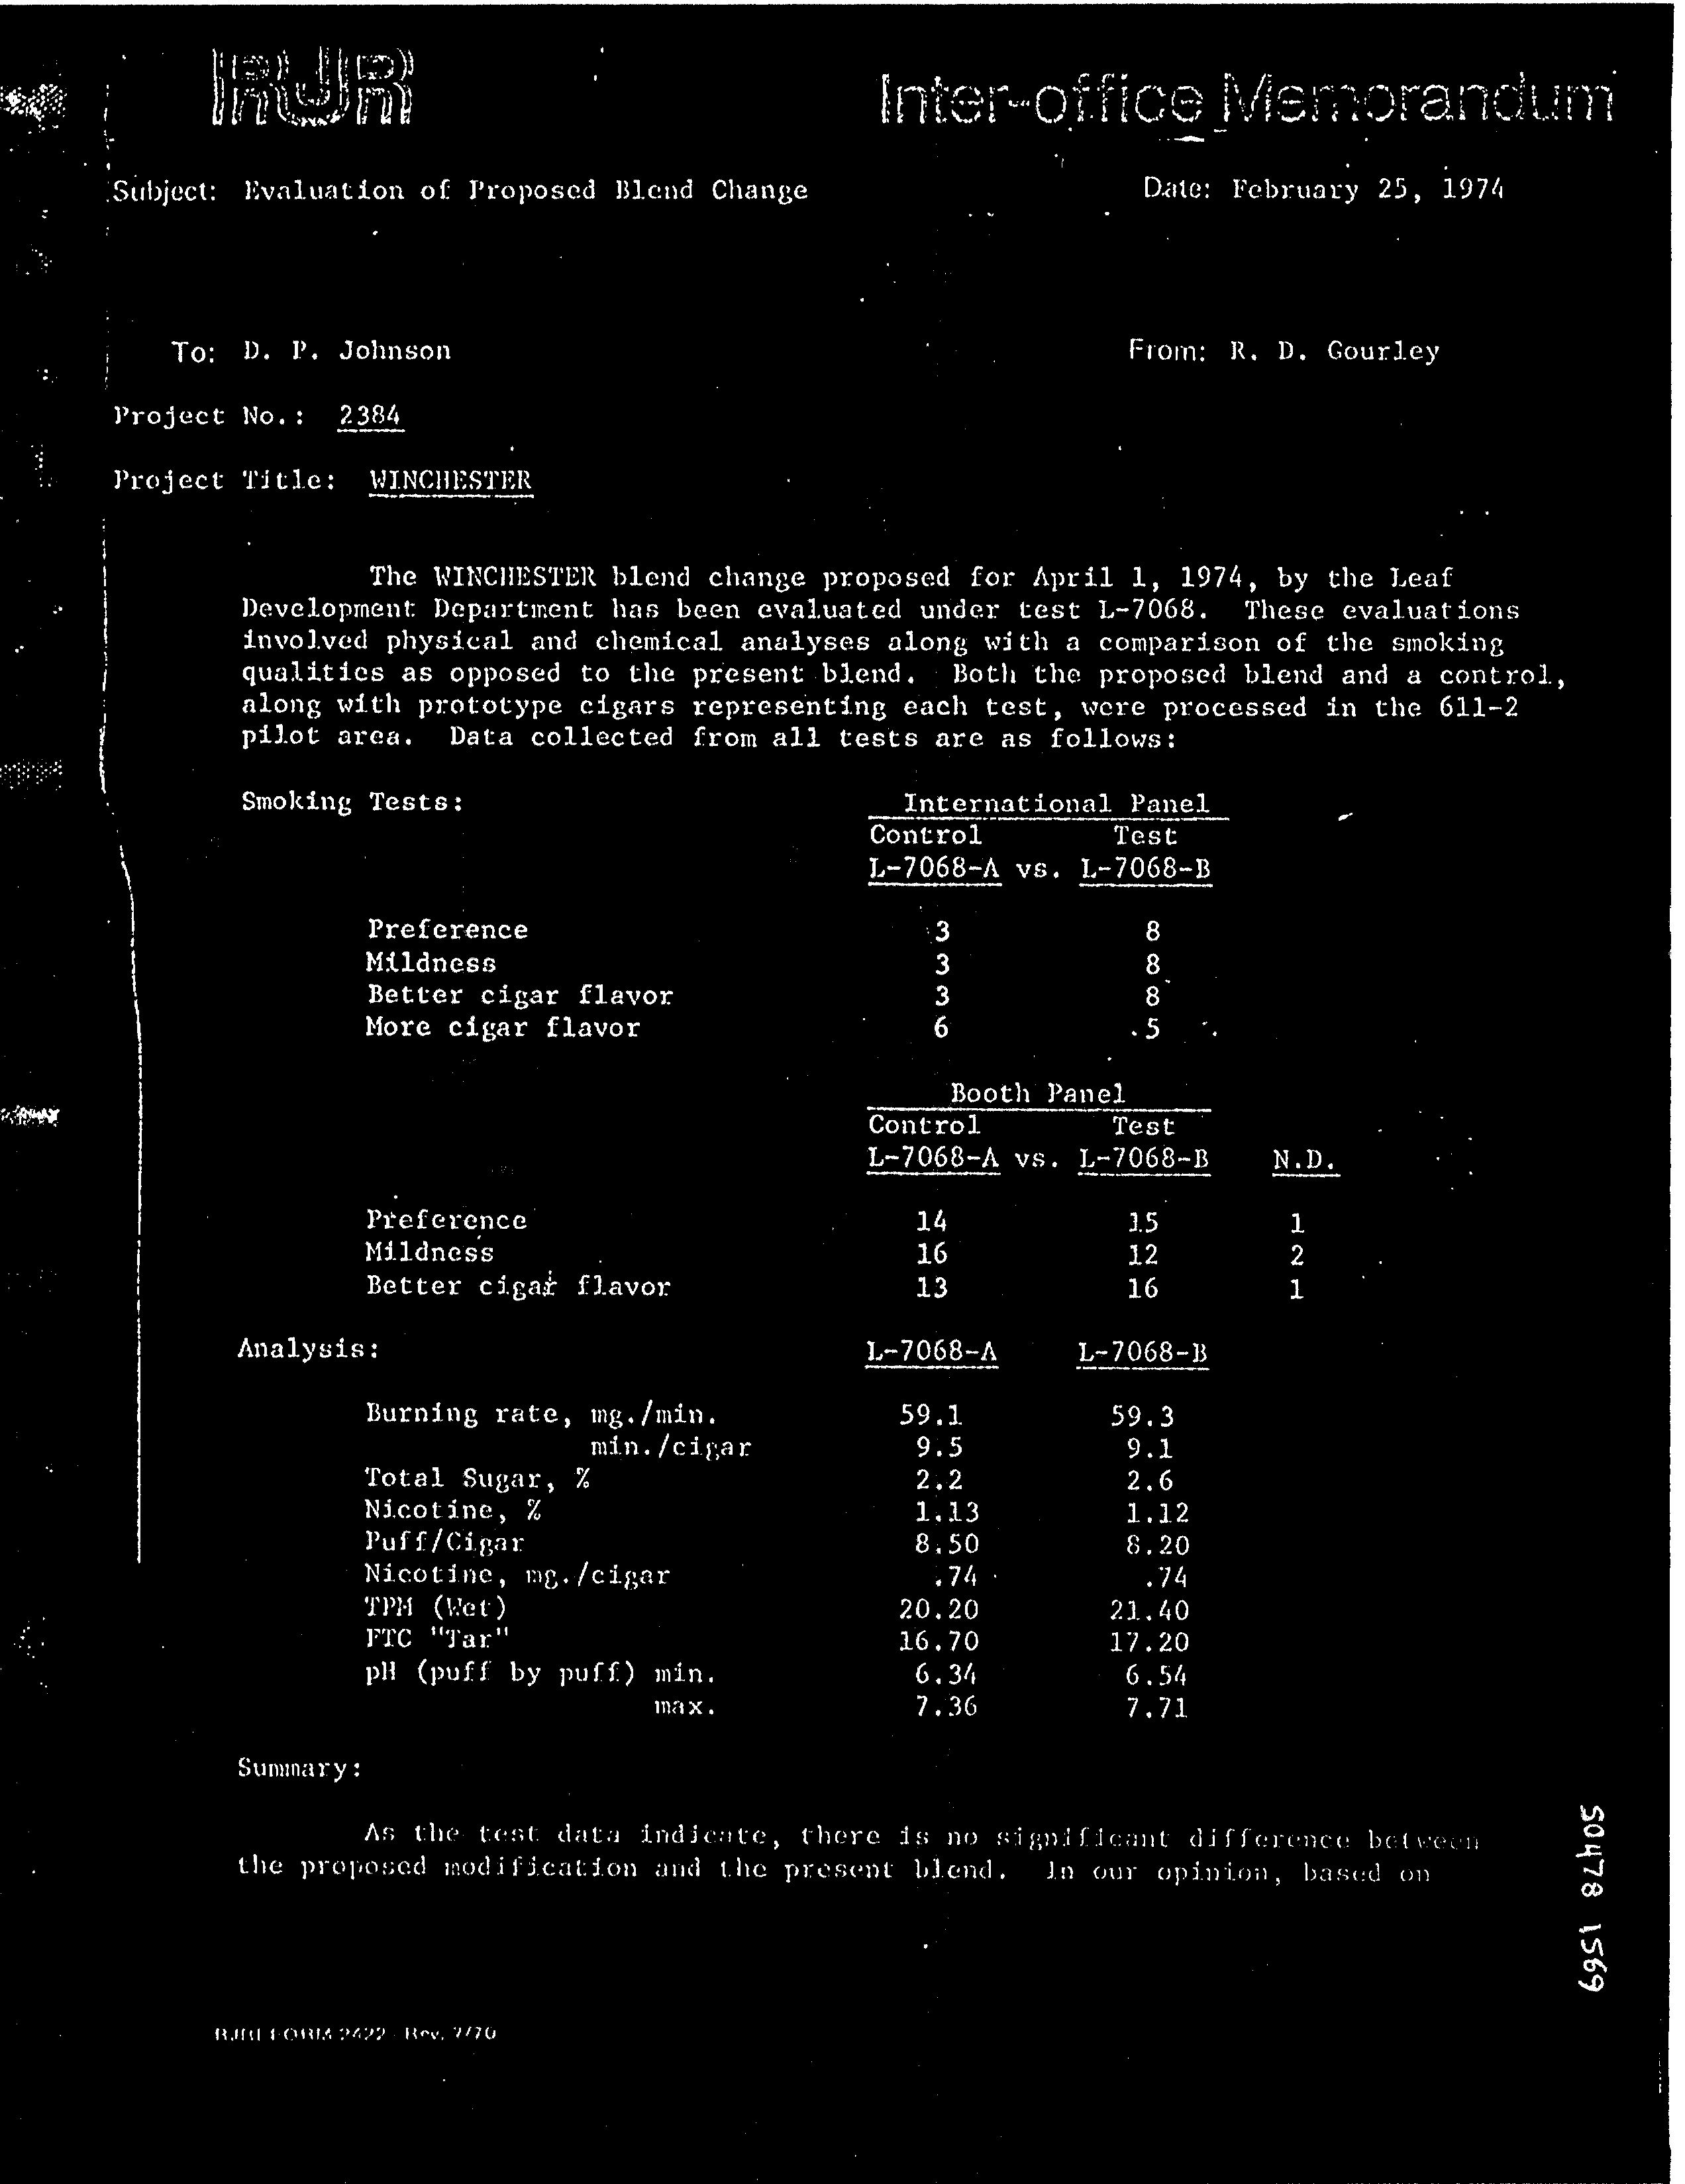 RJR
Inter-office Memorandum
Subject: Evaluation of Proposed Blend Change
Date: February 25, 1974
To: D. P. Johnson
From: R. D. Gourley
Project No.: 2384
Project Title: WINCHESTER
The WINCHESTER blend change proposed for April 1, 1974, by the Leaf
Development Department has been evaluated under test L-7068. These evaluations
involved physical and chemical analyses along with a comparison of the smoking
qualities as opposed to the present blend. Both the proposed blend and a control,
along with prototype cigars representing each test, were processed in the 611-2
pilot area. Data collected from all tests are as follows:
Smoking Tests: International Panel
Control Test
L-7068-A vs. L-7068-B
Preference 3 8
Mildness 3 8
Better cigar flavor 3 8
More cigar flavor 6 5
Booth Panel
Control Test
L-7068-A vs. L-7068-B N.D.
Preference 14 15 1
Mildness 16 12 2
Better cigar flavor 13 16 1
Analysis: L-7068-A L-7068-B
Burning rate, mg./min. 59.1 59.3
min./cigar 9.5 9.1
Total Sugar, % 2.2 2.6
Nicotine, % 1.13 1.12
Puff/Cigar 8.50 8.20
Nicotine, mg./cigar .74 .74
TPM (Wet) 20.20 21.40
FTC "Tar" 16.70 17.20
pH (puff by puff) min. 6.34 6.54
max. 7.36 7.71
Summary:
As the test data indicate, there is no significant difference between
the proposed modification and the present blend. In our opinion, based on
50478 1569
RJRI FORM 2422 - Rev. 7/70